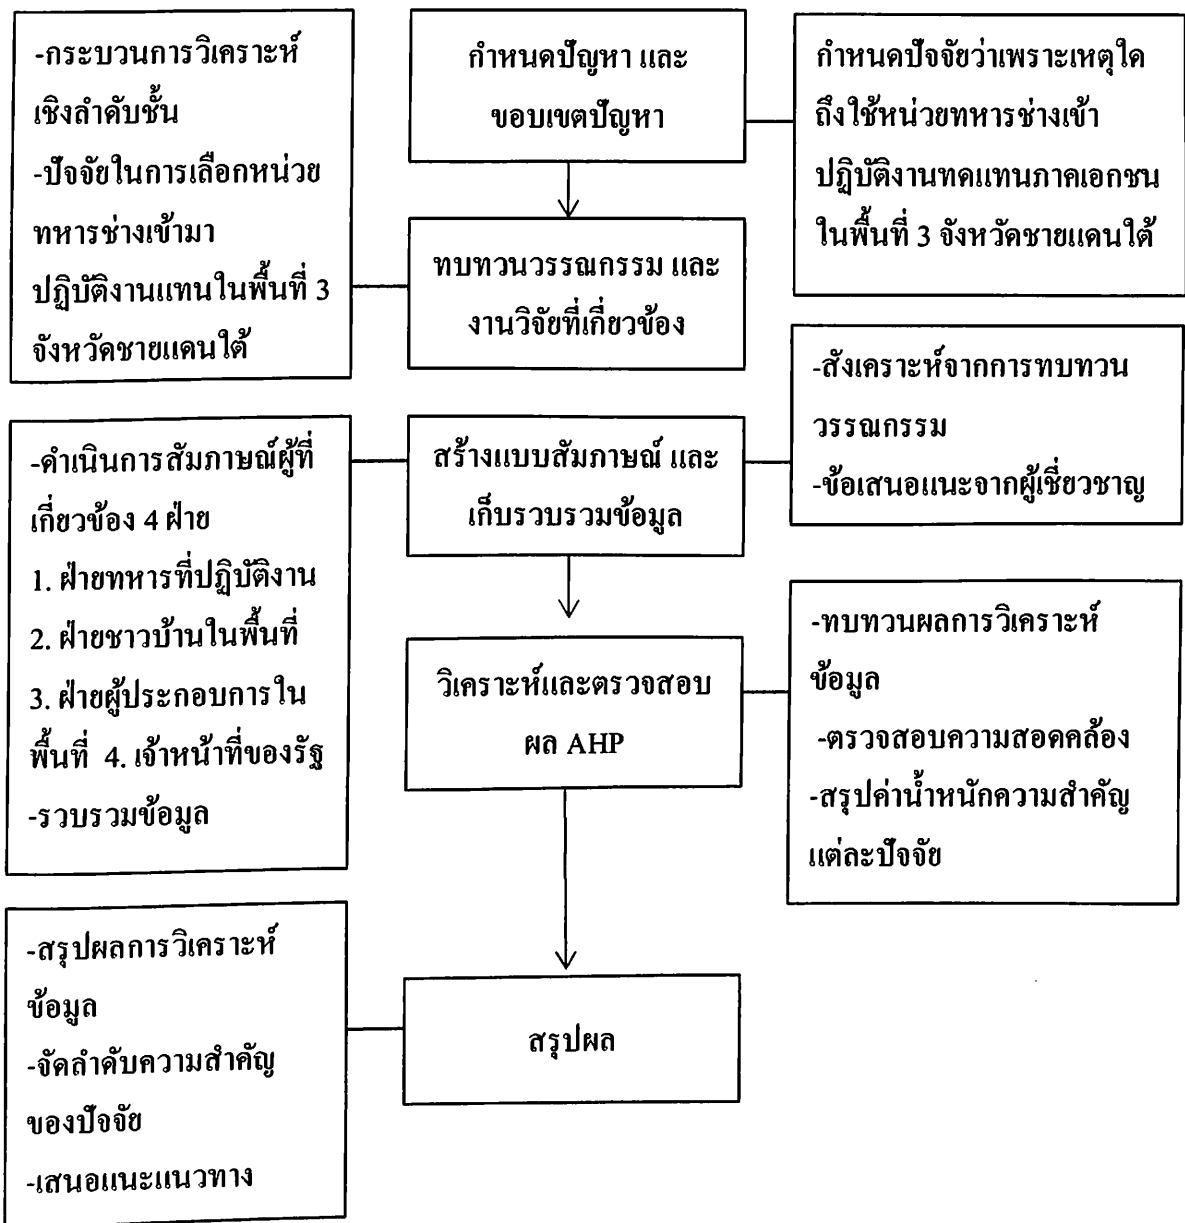 -กระบวนการวิเคราะห์
เชิงลำดับชั้น
-ปัจจัยในการเลือกหน่วย
ทหารช่างเข้ามา
ปฏิบัติงานแทนในพื้นที่ 3
จังหวัดชายแดนใต้
กำหนดปัญหา และ
ขอบเขตปัญหา
กำหนดปัจจัยว่าเพราะเหตุใด
ถึงใช้หน่วยทหารช่างเข้า
ปฏิบัติงานทดแทนภาคเอกชน
ในพื้นที่ 3 จังหวัดชายแดนใต้
ทบทวนวรรณกรรม และ
งานวิจัยที่เกี่ยวข้อง
-ดำเนินการสัมภาษณ์ผู้ที่
เกี่ยวข้อง 4 ฝ่าย
1. ฝ่ายทหารที่ปฏิบัติงาน
2. ฝ่ายชาวบ้านในพื้นที่
3. ฝ่ายผู้ประกอบการใน
พื้นที่ 4. เจ้าหน้าที่ของรัฐ
-รวบรวมข้อมูล
สร้างแบบสัมภาษณ์ และ
เก็บรวบรวมข้อมูล
-สังเคราะห์จากการทบทวน
วรรณกรรม
-ข้อเสนอแนะจากผู้เชี่ยวชาญ
วิเคราะห์และตรวจสอบ
ผล AHP
-ทบทวนผลการวิเคราะห์
ข้อมูล
-ตรวจสอบความสอดคล้อง
-สรุปค่าน้ำหนักความสำคัญ
แต่ละปัจจัย
-สรุปผลการวิเคราะห์
ข้อมูล
-จัดลำดับความสำคัญ
ของปัจจัย
-เสนอแนะแนวทาง
สรุปผล